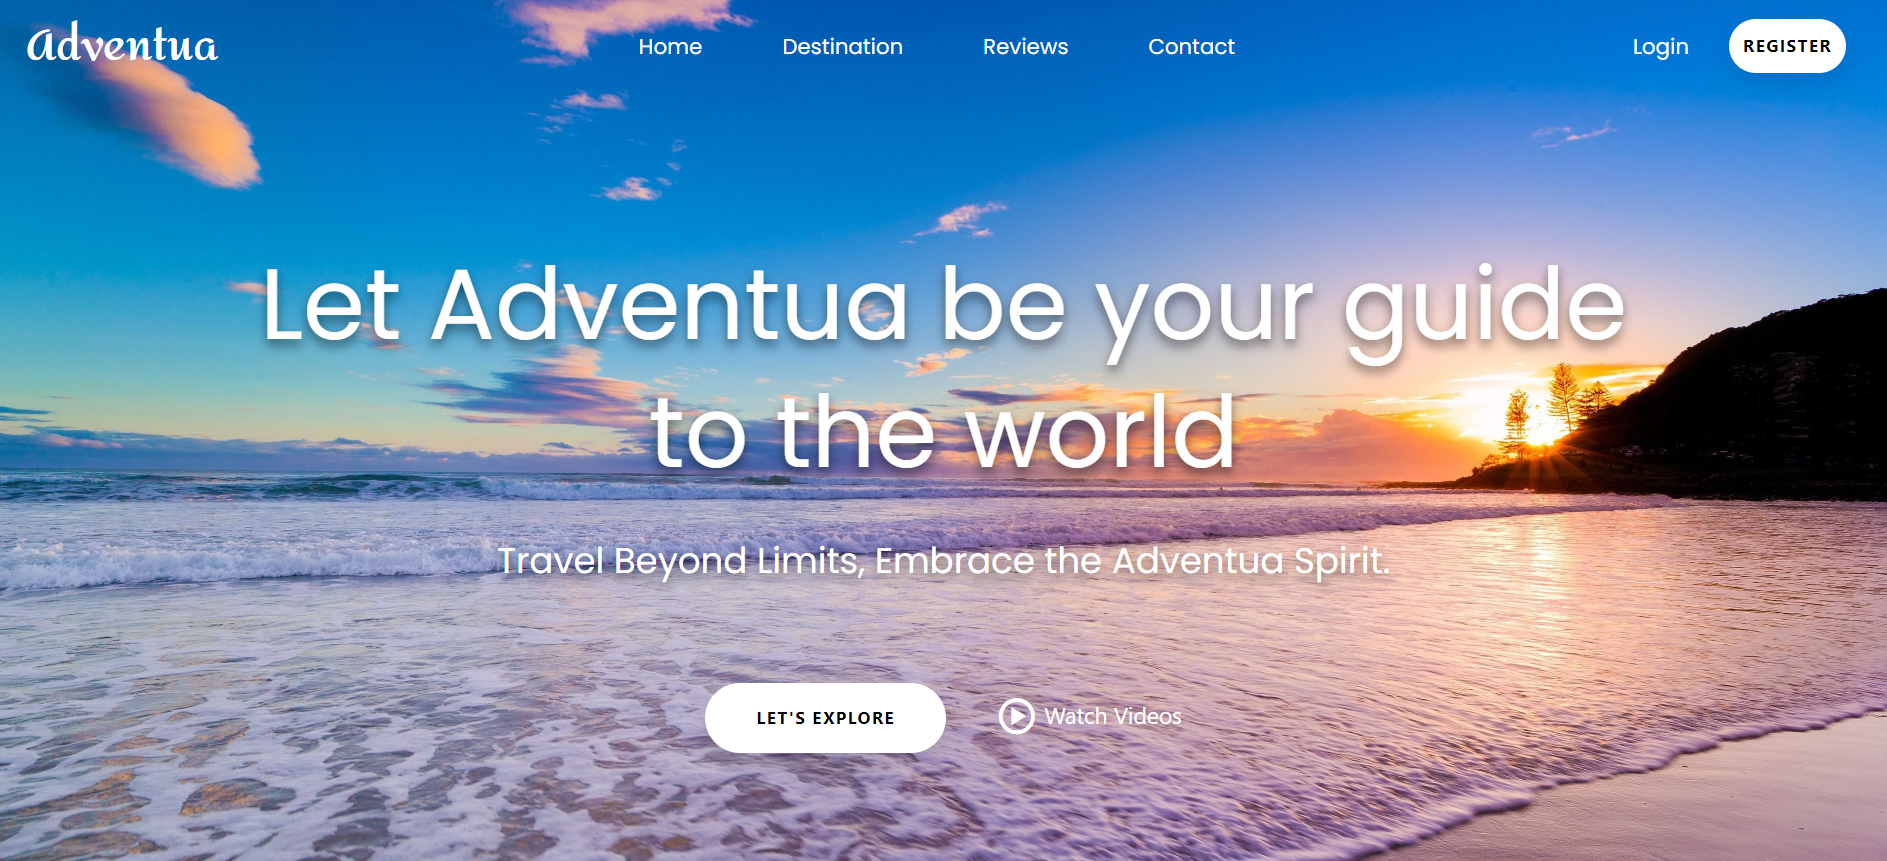 Adventua
Home
Destination
Reviews
Contact
Login
REGISTER
Let Adventua be your guide
to the world
Travel Beyond Limits, Embrace the Adventua Spirit.
LET'S EXPLORE
Watch Videos